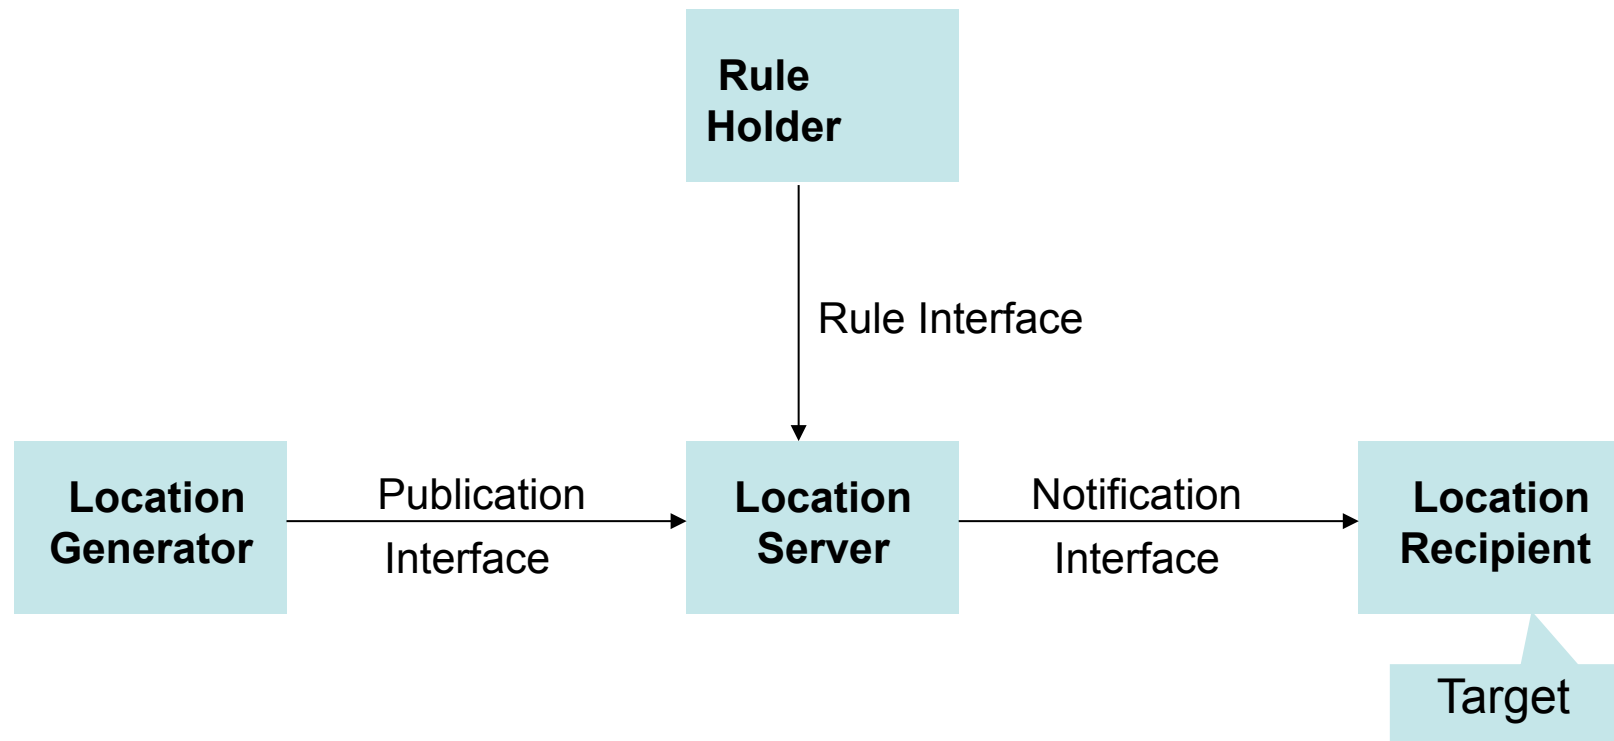 Rule
Holder
Rule Interface
Location
Generator
Publication
Interface
Location
Server
Notification
Interface
Location
Recipient
Target